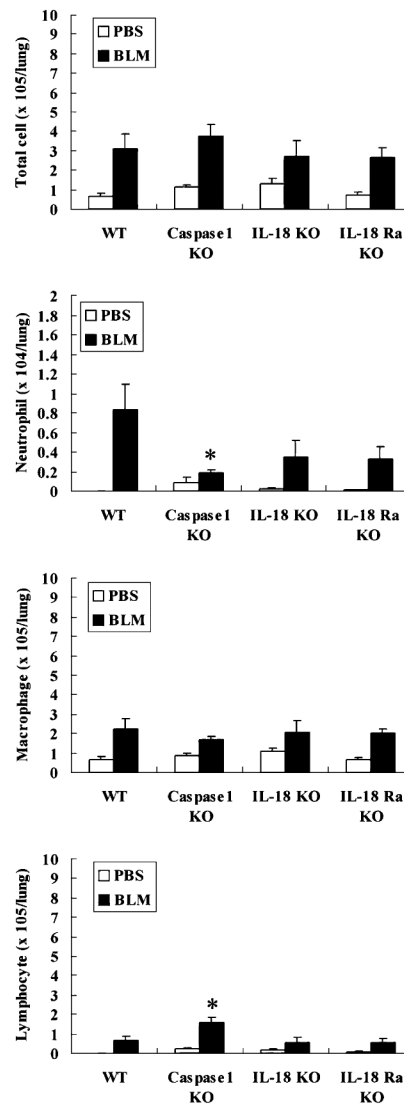 Total cell (x 105/lung)
10
9
8
7
6
5
4
3
2
1
0
PBS
BLM
WT
Caspase1 KO
IL-18 KO
IL-18 Ra KO
Neutrophil (x 104/lung)
2
1.8
1.6
1.4
1.2
1
0.8
0.6
0.4
0.2
0
PBS
BLM
*
WT
Caspase1 KO
IL-18 KO
IL-18 Ra KO
Macrophage (x 105/lung)
10
9
8
7
6
5
4
3
2
1
0
PBS
BLM
WT
Caspase1 KO
IL-18 KO
IL-18 Ra KO
Lymphocyte (x 105/lung)
10
9
8
7
6
5
4
3
2
1
0
PBS
BLM
*
WT
Caspase1 KO
IL-18 KO
IL-18 Ra KO